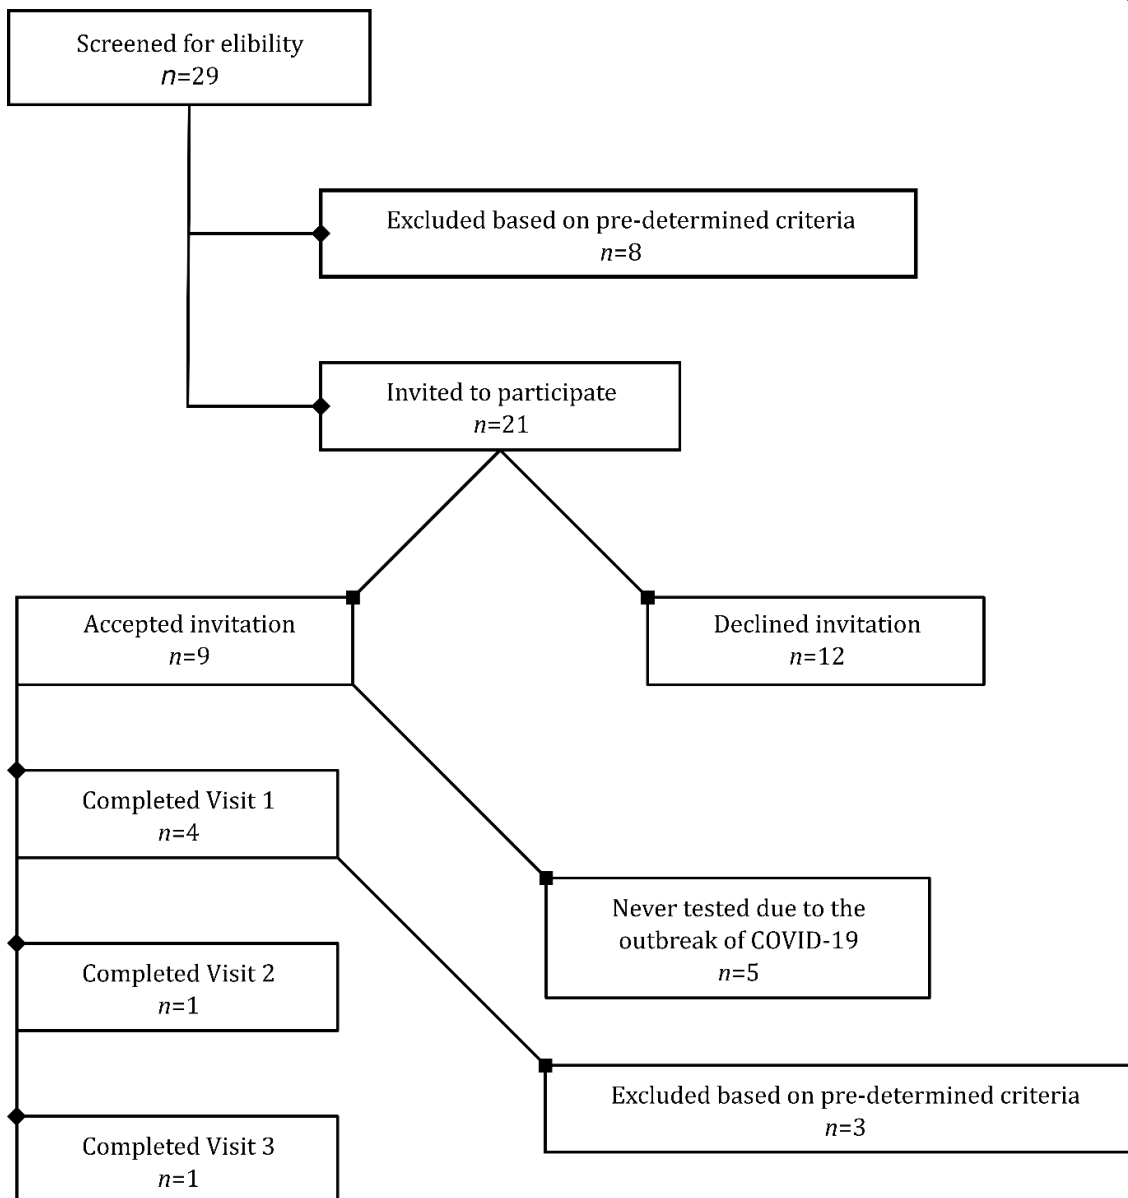 Screened for elibility
n=29
Excluded based on pre-determined criteria
n=8
Invited to participate
n=21
Accepted invitation
n=9
Declined invitation
n=12
Completed Visit 1
n=4
Never tested due to the
outbreak of COVID-19
n=5
Completed Visit 2
n=1
Excluded based on pre-determined criteria
n=3
Completed Visit 3
n=1